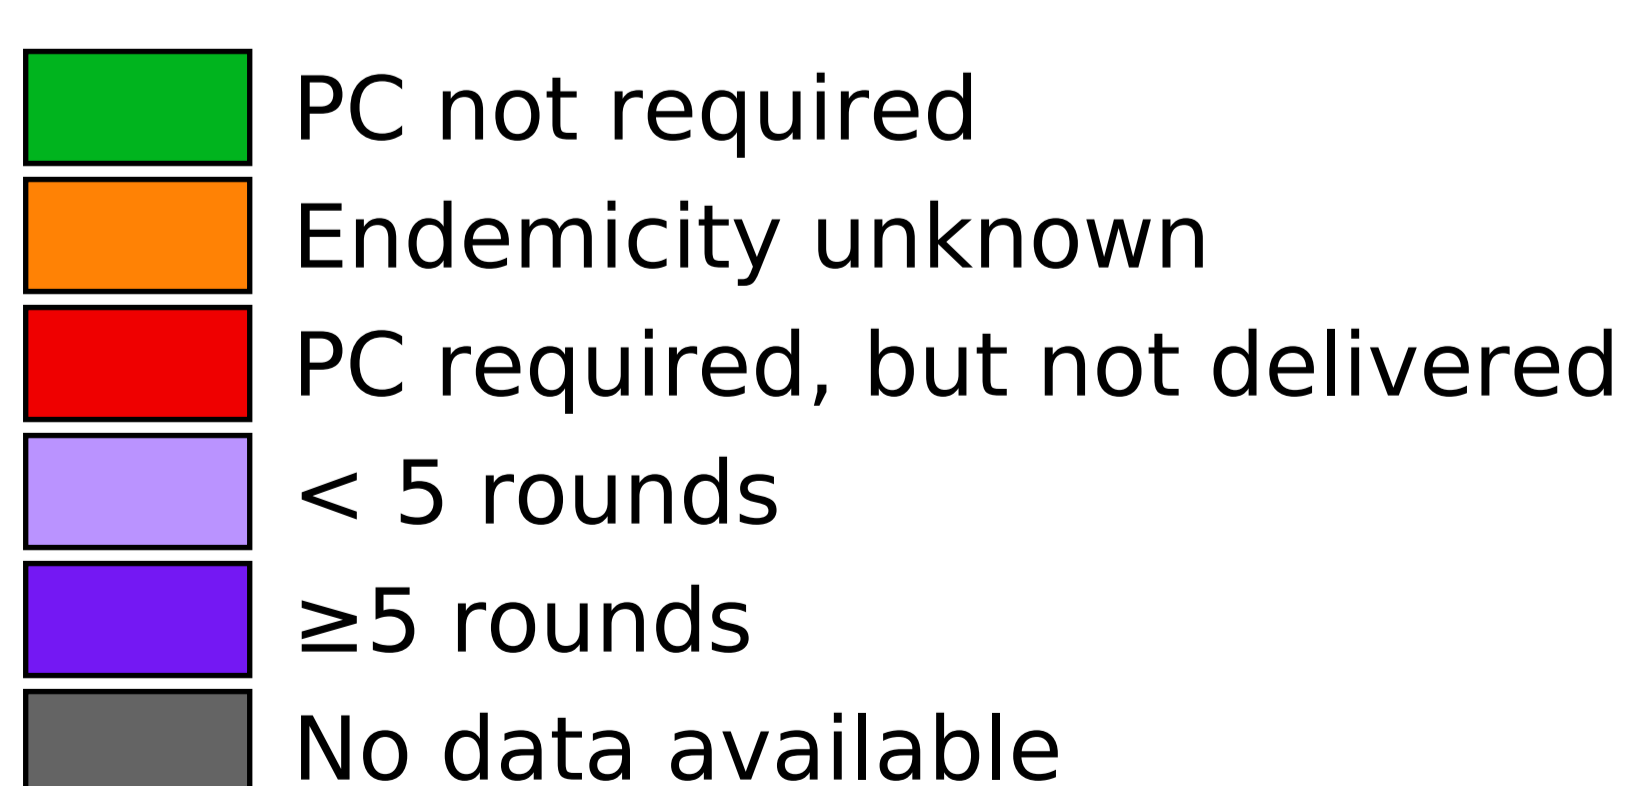 PC not required
Endemicity unknown
PC required, but not delivered
< 5 rounds
≥5 rounds
No data available